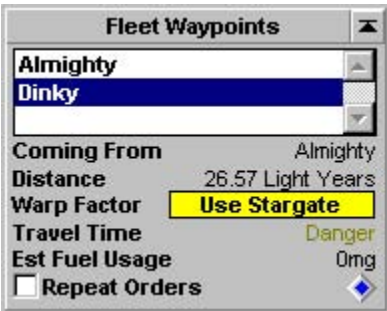 Fleet Waypoints
Almighty
Dinky
Coming From Almighty
Distance 26.57 Light Years
Warp Factor Use Stargate
Travel Time Danger
Est Fuel Usage 0mg
Repeat Orders